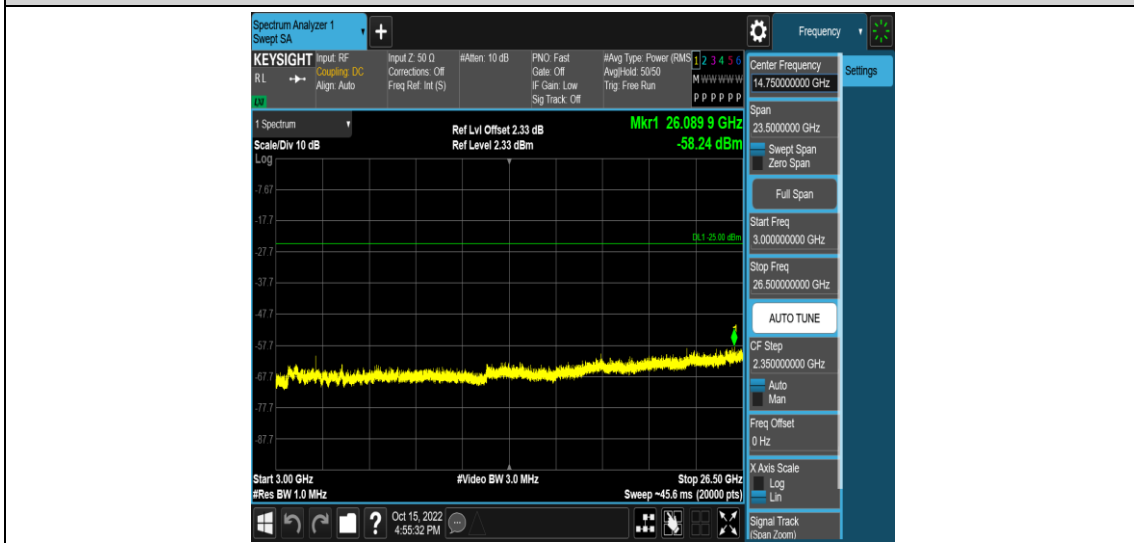 Spectrum Analyzer 1
Swept SA
+
Frequency
KEYSIGHT
RL
Input: RF
Coupling: DC
Align: Auto
Input Z: 50 Ω
Corrections: Off
Freq Ref: Int (S)
#Atten: 10 dB
PNO: Fast
Gate: Off
IF Gain: Low
Sig Track: Off
#Avg Type: Power (RMS
Avg|Hold: 50/50
Trig: Free Run
1 2 3 4 5 6
M W W W W W
P P P P P P
1 Spectrum
Scale/Div 10 dB
Log
Ref Lvl Offset 2.33 dB
Ref Level 2.33 dBm
Mkr1 26.089 9 GHz
-58.24 dBm
-7.67
-17.7
-27.7
-37.7
-47.7
-57.7
-67.7
-77.7
-87.7
DL1 -25.00 dBm
1
Start 3.00 GHz
#Res BW 1.0 MHz
#Video BW 3.0 MHz
Stop 26.50 GHz
Sweep ~45.6 ms (20000 pts)
Center Frequency
14.750000000 GHz
Settings
Span
23.5000000 GHz
Swept Span
Zero Span
Full Span
Start Freq
3.000000000 GHz
Stop Freq
26.500000000 GHz
AUTO TUNE
CF Step
2.350000000 GHz
Auto
Man
Freq Offset
0 Hz
X Axis Scale
Log
Lin
Signal Track
(Span Zoom)
?
Oct 15, 2022
4:55:32 PM